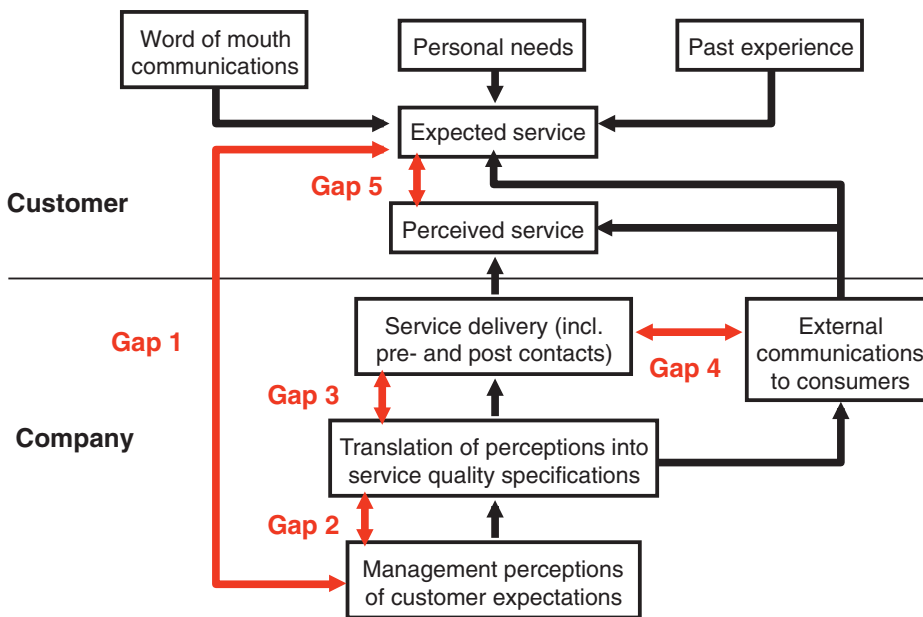 Word of mouth
communications
Personal needs
Past experience
Expected service
Gap 5
Customer
Perceived service
Service delivery (incl.
pre- and post contacts)
External
communications
to consumers
Gap 1
Gap 4
Gap 3
Company
Translation of perceptions into
service quality specifications
Gap 2
Management perceptions
of customer expectations